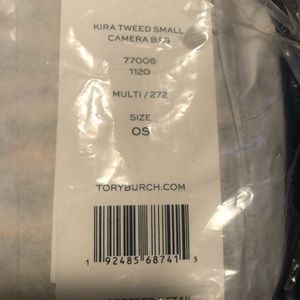 KIRA TWEED SMALL
CAMERA BAG
77006
1120
MULTI / 272
SIZE
OS
TORYBURCH.COM
1 92485 68741 5